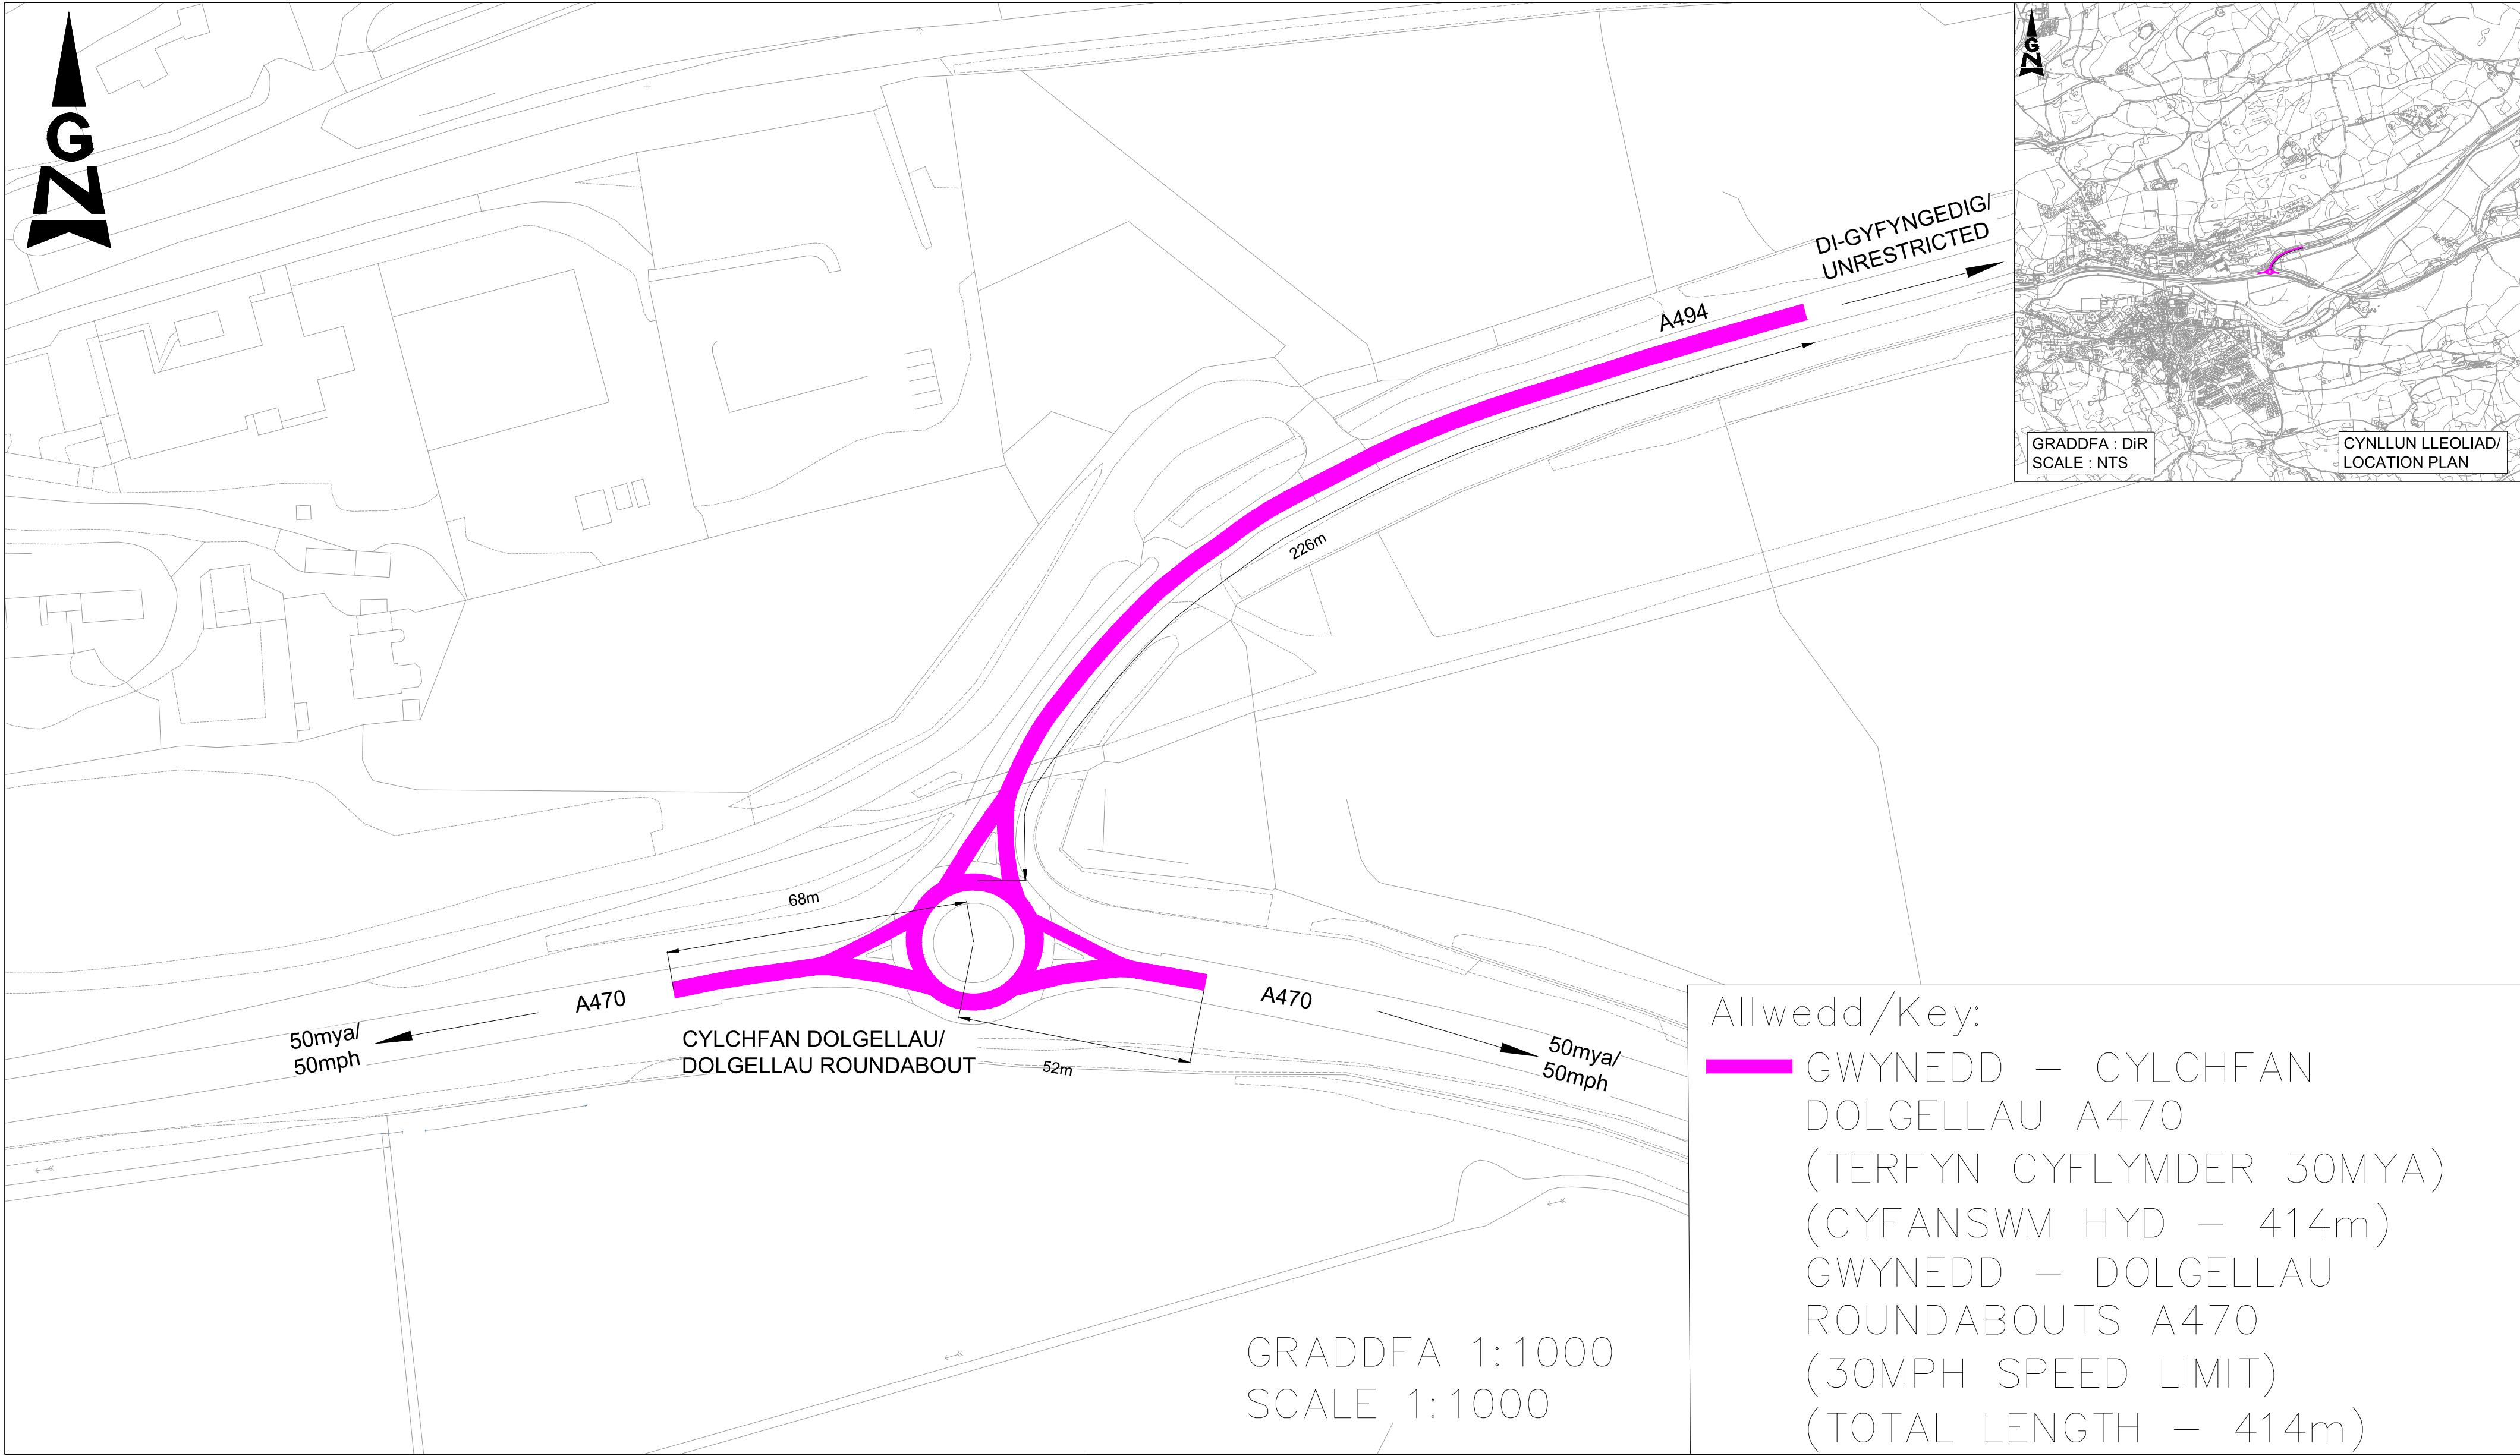 G
N
G
N
GRADDFA : DiR
SCALE : NTS
CYNLLUN LLEOLIAD/
LOCATION PLAN
DI-GYFYNGEDIG/
UNRESTRICTED
A494
226m
68m
A470
50mya/
50mph
CYLCHFAN DOLGELLAU/
DOLGELLAU ROUNDABOUT
52m
A470
50mya/
50mph
GRADDFA 1:1000
SCALE 1:1000
Allwedd/Key:
GWYNEDD – CYLCHFAN
DOLGELLAU A470
(TERFYN CYFLYMDER 30MYA)
(CYFANSWM HYD – 414m)
GWYNEDD – DOLGELLAU
ROUNDABOUTS A470
(30MPH SPEED LIMIT)
(TOTAL LENGTH – 414m)